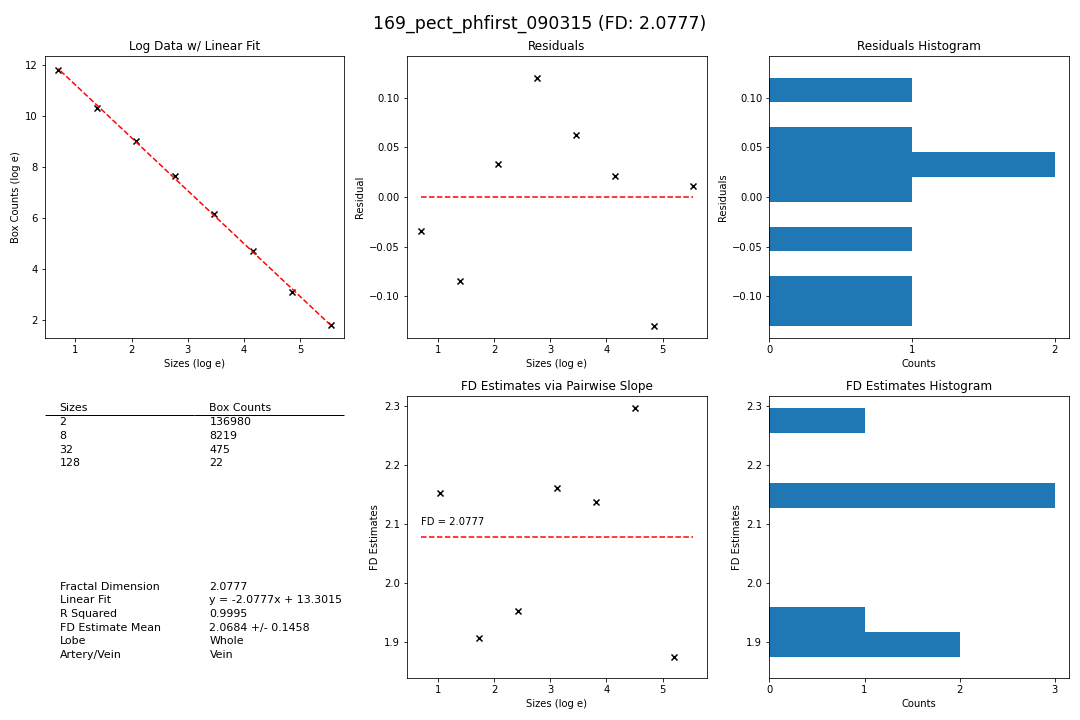 169_pect_phfirst_090315 (FD: 2.0777)
Log Data w/ Linear Fit
12
10
8
6
4
2
Box Counts (log e)
1 2 3 4 5
Sizes (log e)
Residuals
0.10
0.05
0.00
−0.05
−0.10
Residual
1 2 3 4 5
Sizes (log e)
Residuals Histogram
0.10
0.05
0.00
−0.05
−0.10
Residuals
0 1 2
Counts
Sizes Box Counts
2 136980
8 8219
32 475
128 22
Fractal Dimension 2.0777
Linear Fit y = -2.0777x + 13.3015
R Squared 0.9995
FD Estimate Mean 2.0684 +/- 0.1458
Lobe Whole
Artery/Vein Vein
FD Estimates via Pairwise Slope
2.3
2.2
2.1
2.0
1.9
FD Estimates
FD = 2.0777
1 2 3 4 5
Sizes (log e)
FD Estimates Histogram
2.3
2.2
2.1
2.0
1.9
FD Estimates
0 1 2 3
Counts